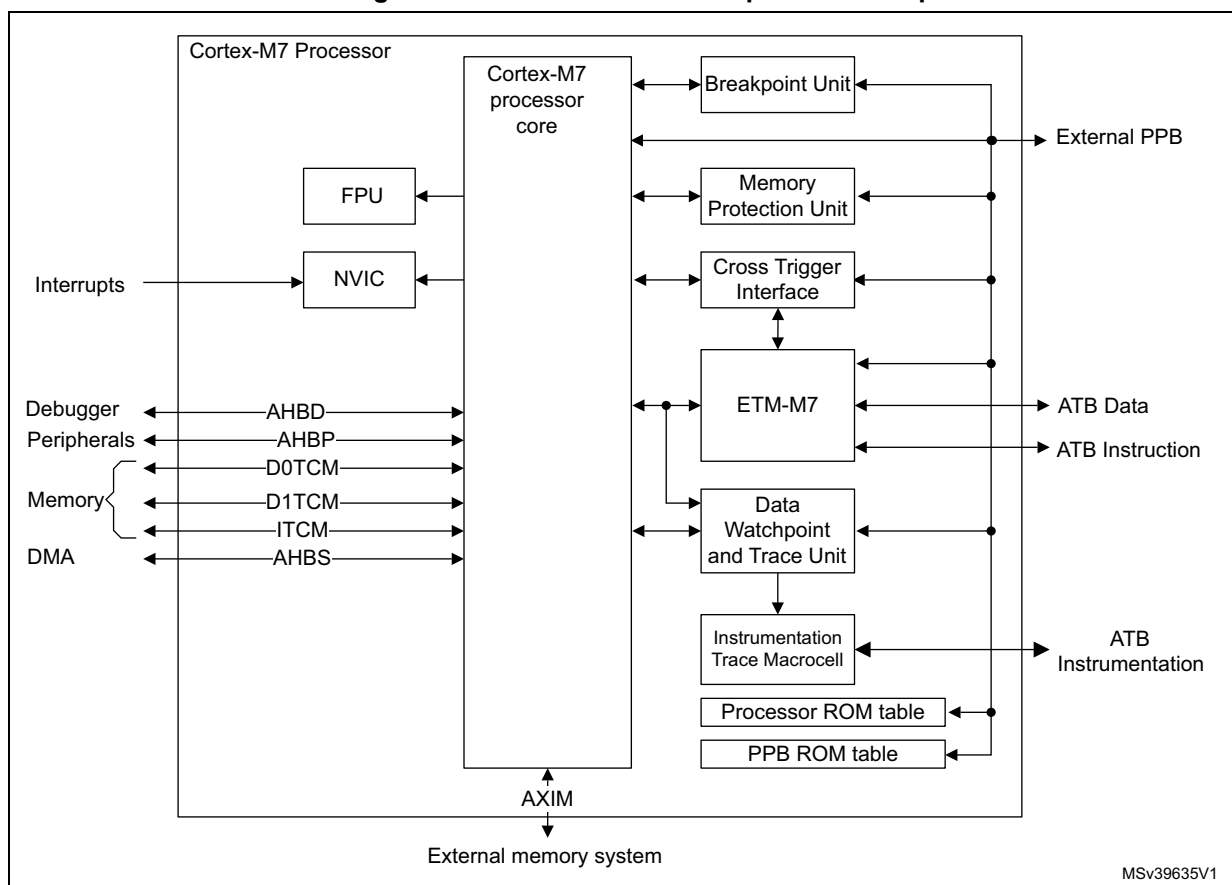 Cortex-M7 Processor
Cortex-M7
processor
core
Breakpoint Unit
External PPB
FPU
Memory
Protection Unit
Interrupts
NVIC
Cross Trigger
Interface
ETM-M7
Debugger
AHBD
ATB Data
Peripherals
AHBP
ATB Instruction
Memory
D0TCM
D1TCM
ITCM
Data
Watchpoint
and Trace Unit
DMA
AHBS
Instrumentation
Trace Macrocell
ATB
Instrumentation
Processor ROM table
PPB ROM table
AXIM
External memory system
MSv39635V1